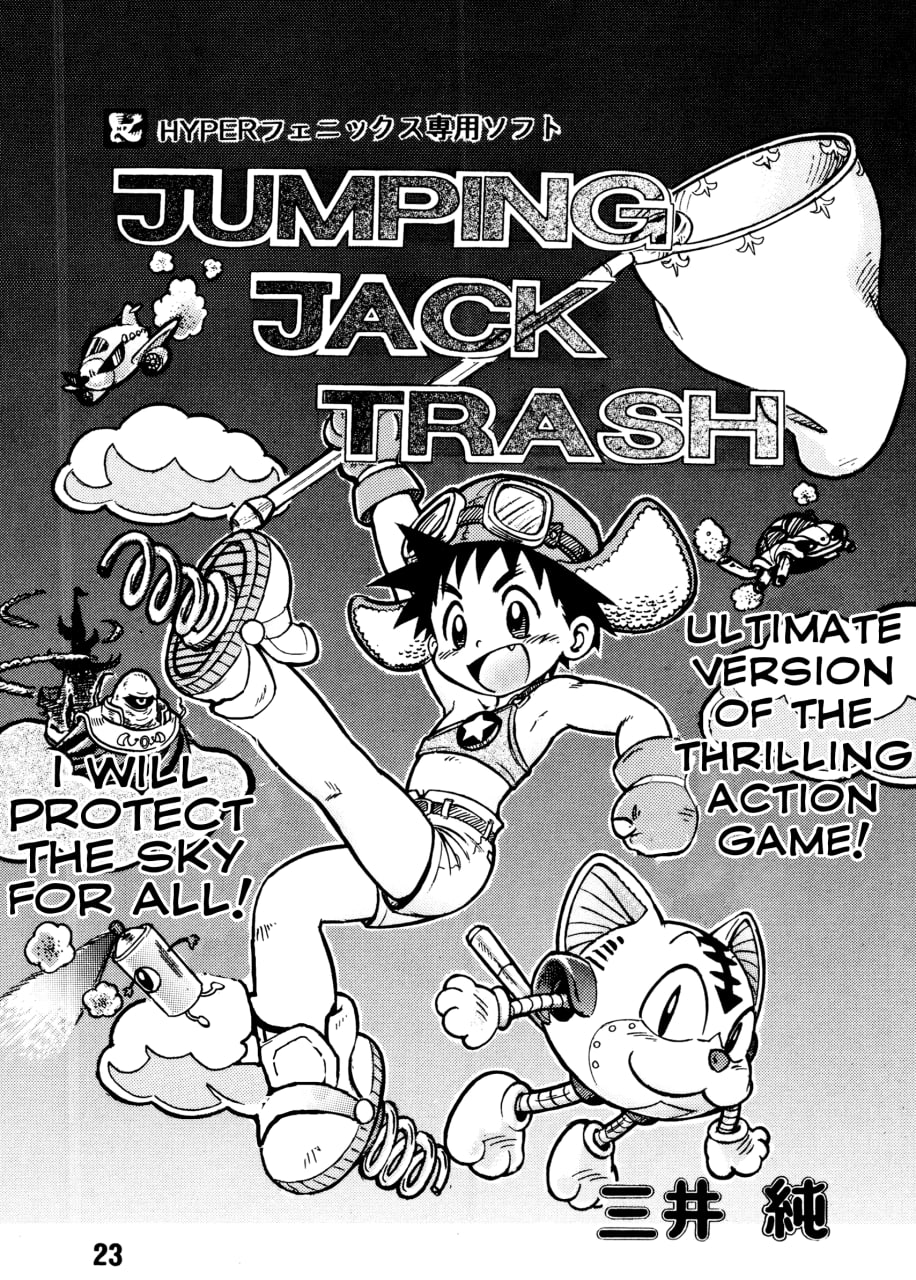 HYPERフェニックス専用ソフト
JUMPING
JACK
TRASH
ULTIMATE
VERSION
OF THE
THRILLING
ACTION
GAME!
I WILL
PROTECT
THE SKY
FOR ALL!
三井 純
23